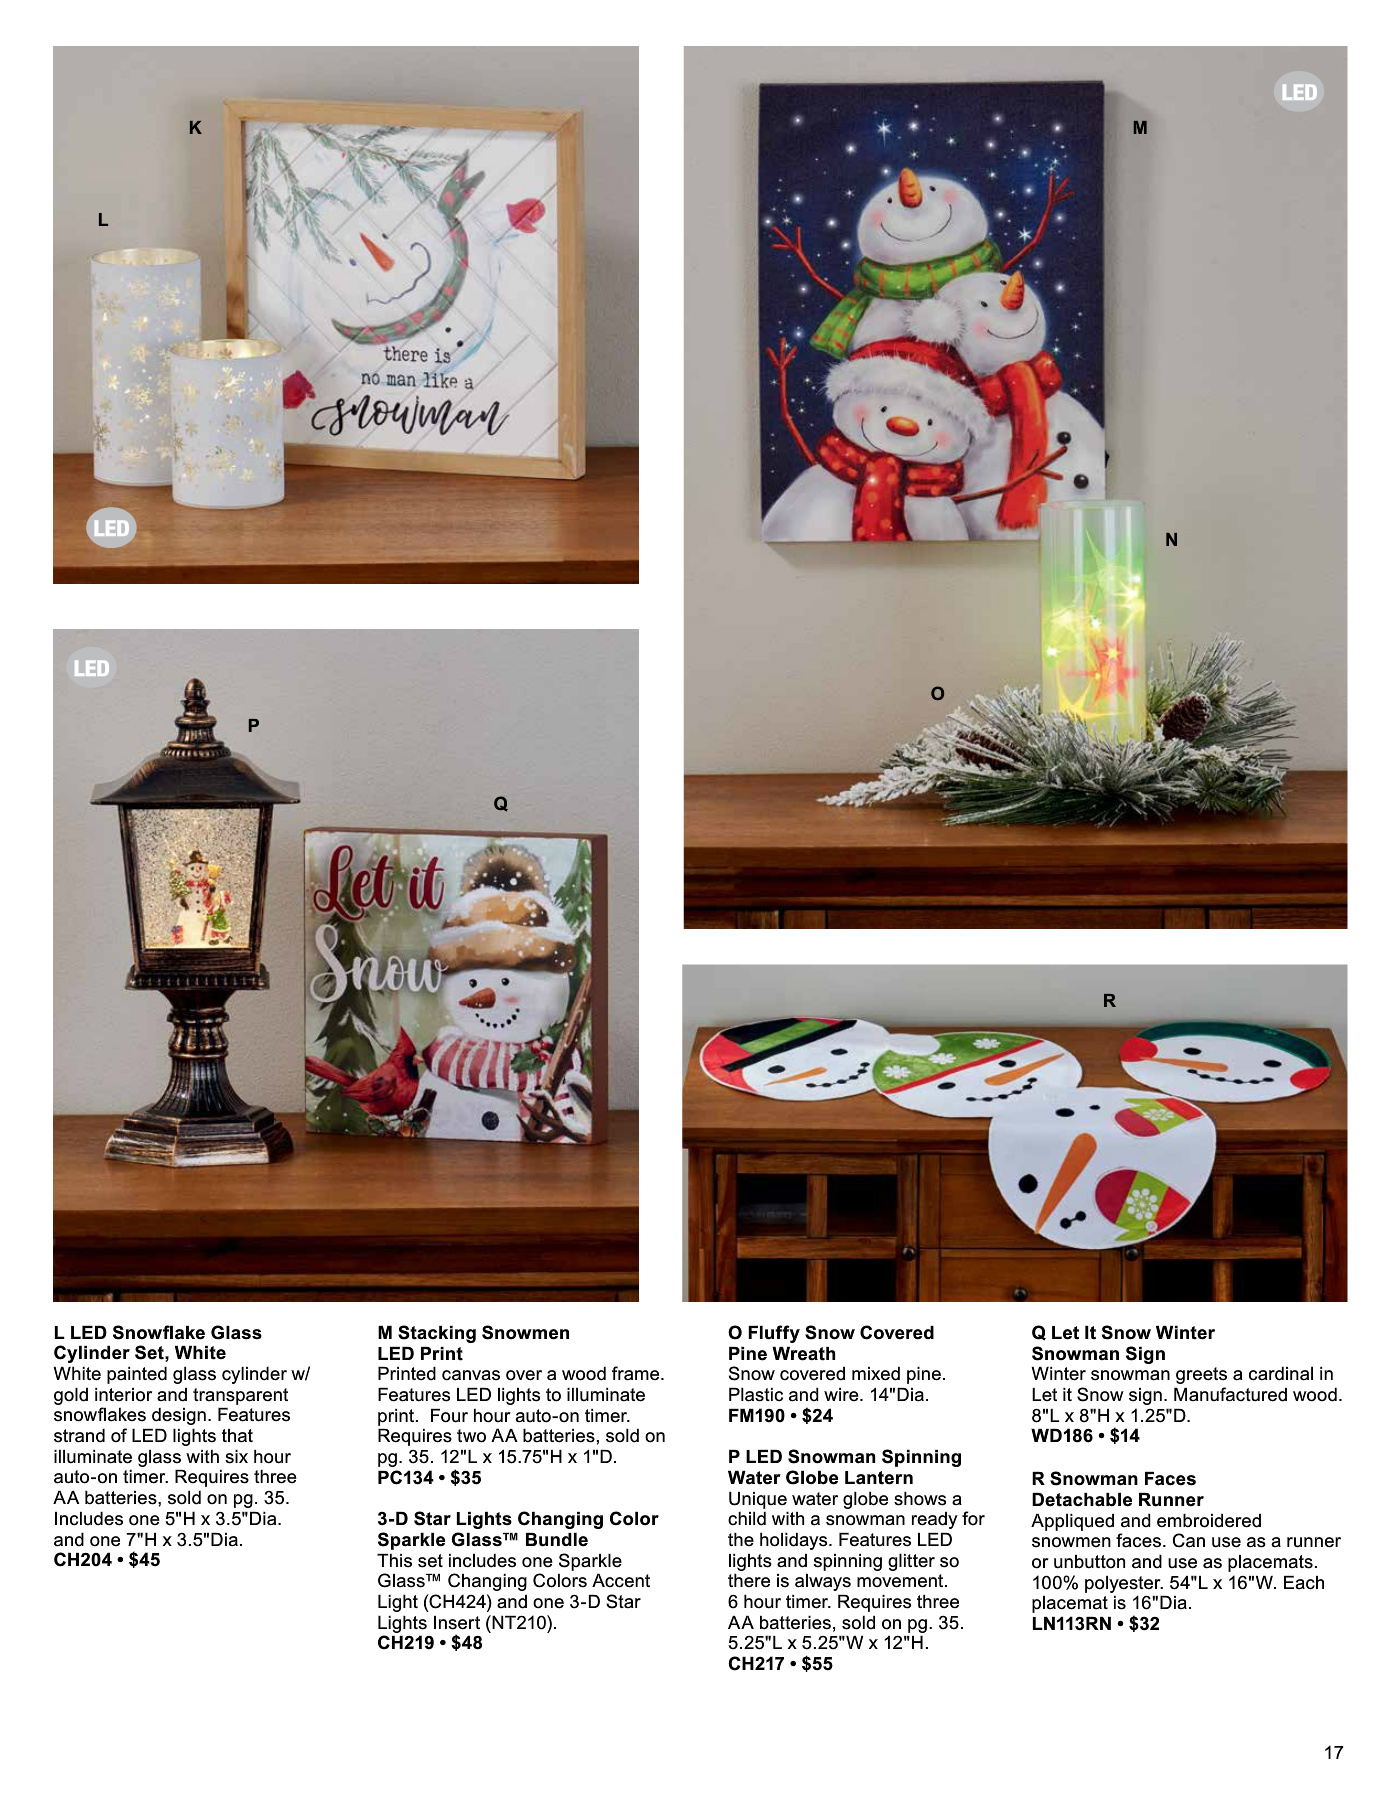 K
L
there is
no man like a
snowman
LED
LED
M
N
O
LED
P
Q
Let it
Snow
R
L LED Snowflake Glass
Cylinder Set, White
White painted glass cylinder w/
gold interior and transparent
snowflakes design. Features
strand of LED lights that
illuminate glass with six hour
auto-on timer. Requires three
AA batteries, sold on pg. 35.
Includes one 5"H x 3.5"Dia.
and one 7"H x 3.5"Dia.
CH204 • $45
M Stacking Snowmen
LED Print
Printed canvas over a wood frame.
Features LED lights to illuminate
print.  Four hour auto-on timer.
Requires two AA batteries, sold on
pg. 35. 12"L x 15.75"H x 1"D.
PC134 • $35
3-D Star Lights Changing Color
Sparkle Glass™ Bundle
This set includes one Sparkle
Glass™ Changing Colors Accent
Light (CH424) and one 3-D Star
Lights Insert (NT210).
CH219 • $48
O Fluffy Snow Covered
Pine Wreath
Snow covered mixed pine.
Plastic and wire. 14"Dia.
FM190 • $24
P LED Snowman Spinning
Water Globe Lantern
Unique water globe shows a
child with a snowman ready for
the holidays. Features LED
lights and spinning glitter so
there is always movement.
6 hour timer. Requires three
AA batteries, sold on pg. 35.
5.25"L x 5.25"W x 12"H.
CH217 • $55
Q Let It Snow Winter
Snowman Sign
Winter snowman greets a cardinal in
Let it Snow sign. Manufactured wood.
8"L x 8"H x 1.25"D.
WD186 • $14
R Snowman Faces
Detachable Runner
Appliqued and embroidered
snowmen faces. Can use as a runner
or unbutton and use as placemats.
100% polyester. 54"L x 16"W. Each
placemat is 16"Dia.
LN113RN • $32
17